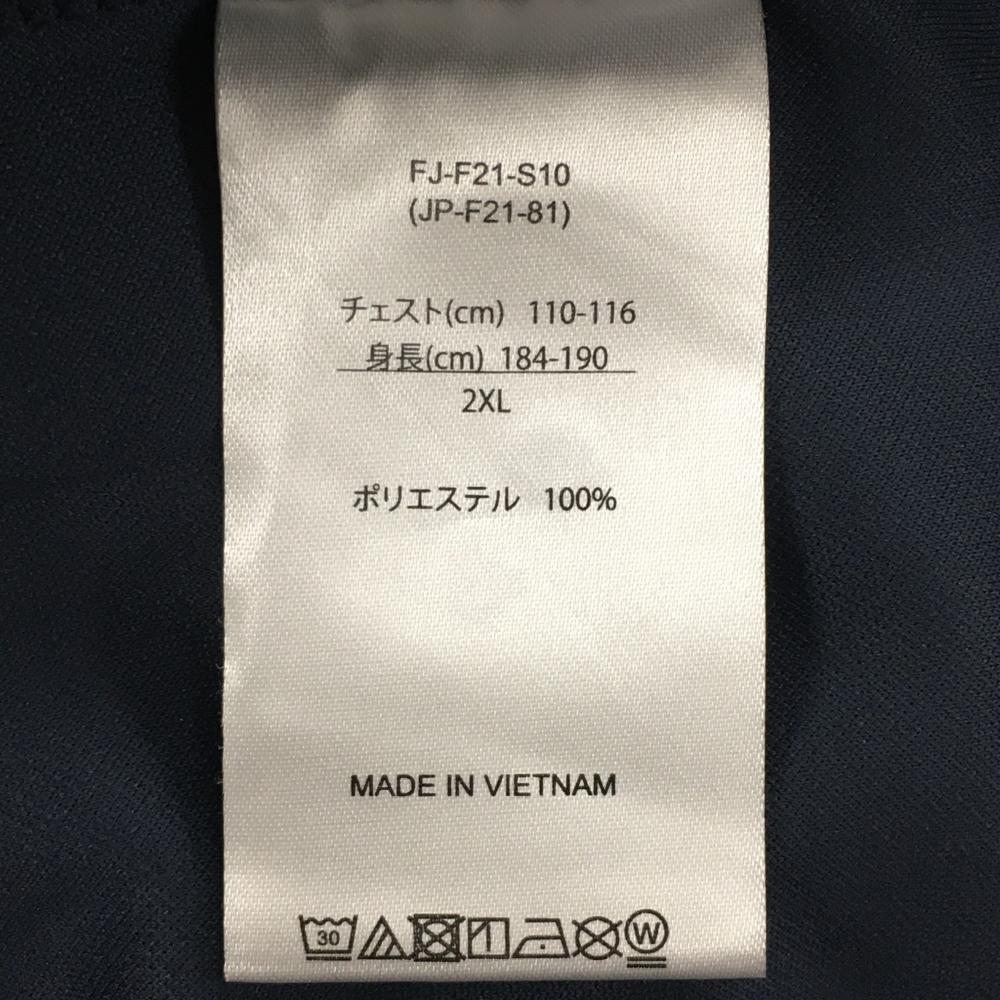 FJ-F21-S10
(JP-F21-81)
チェスト(cm) 110-116
身長(cm) 184-190
2XL
ポリエステル 100%
MADE IN VIETNAM
30 W